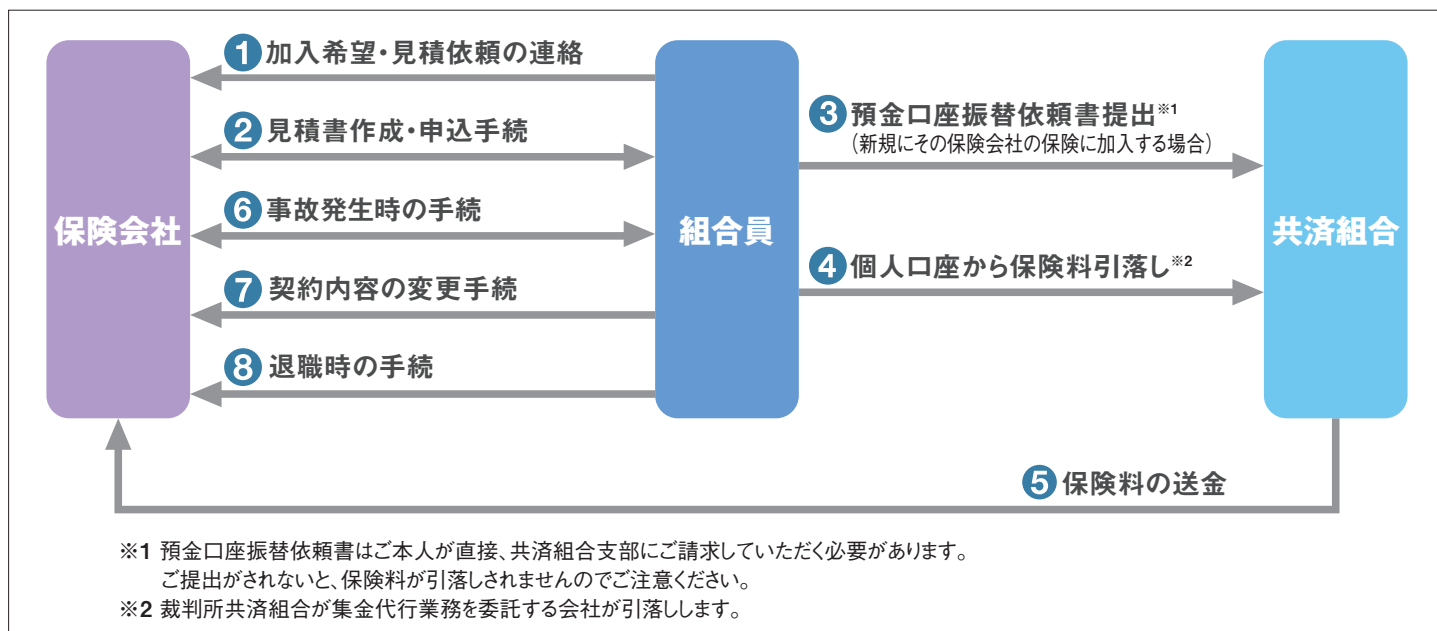 ❶加入希望・見積依頼の連絡
❷見積書作成・申込手続
❸預金口座振替依頼書提出※1
(新規にその保険会社の保険に加入する場合)
❻事故発生時の手続
保険会社
組合員
共済組合
❹個人口座から保険料引落し※2
❼契約内容の変更手続
❽退職時の手続
❺保険料の送金
※1 預金口座振替依頼書はご本人が直接、共済組合支部にご請求していただく必要があります。
ご提出がされないと、保険料が引落しされませんのでご注意ください。
※2 裁判所共済組合が集金代行業務を委託する会社が引落しします。